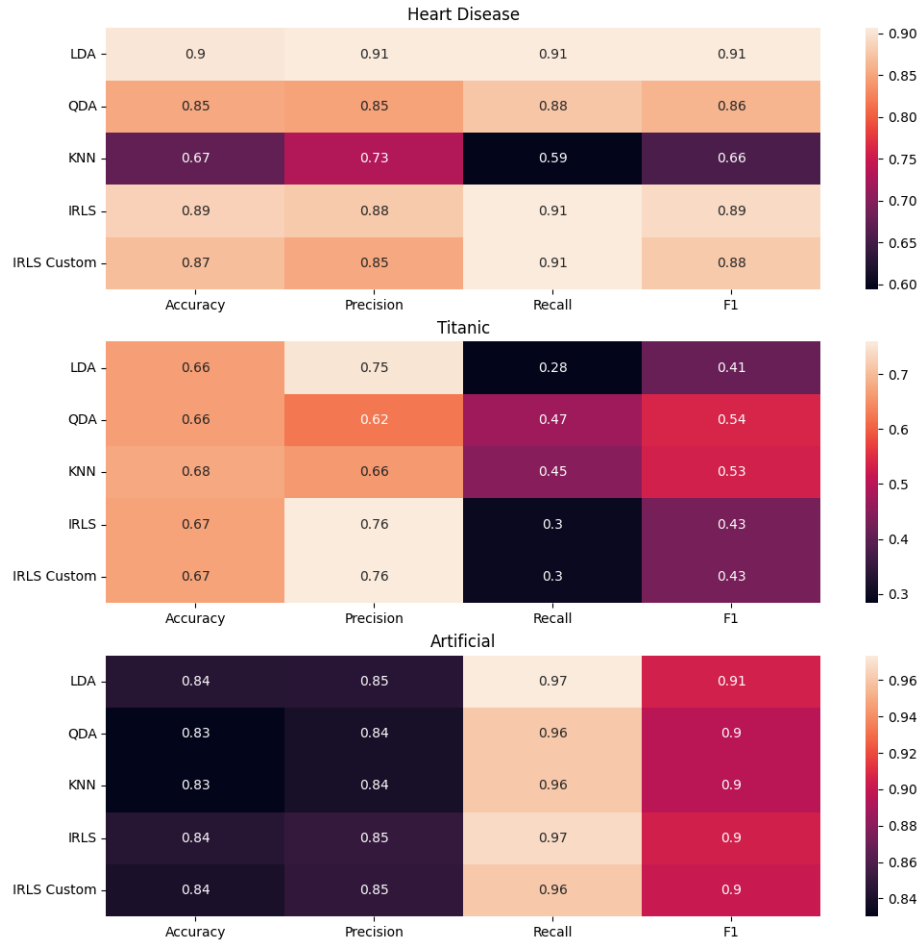 Heart Disease
LDA 0.9 0.91 0.91 0.91
QDA 0.85 0.85 0.88 0.86
KNN 0.67 0.73 0.59 0.66
IRLS 0.89 0.88 0.91 0.89
IRLS Custom 0.87 0.85 0.91 0.88
Accuracy Precision Recall F1
0.90
0.85
0.80
0.75
0.70
0.65
0.60
Titanic
LDA 0.66 0.75 0.28 0.41
QDA 0.66 0.62 0.47 0.54
KNN 0.68 0.66 0.45 0.53
IRLS 0.67 0.76 0.3 0.43
IRLS Custom 0.67 0.76 0.3 0.43
Accuracy Precision Recall F1
0.7
0.6
0.5
0.4
0.3
Artificial
LDA 0.84 0.85 0.97 0.91
QDA 0.83 0.84 0.96 0.9
KNN 0.83 0.84 0.96 0.9
IRLS 0.84 0.85 0.97 0.9
IRLS Custom 0.84 0.85 0.96 0.9
Accuracy Precision Recall F1
0.96
0.94
0.92
0.90
0.88
0.86
0.84